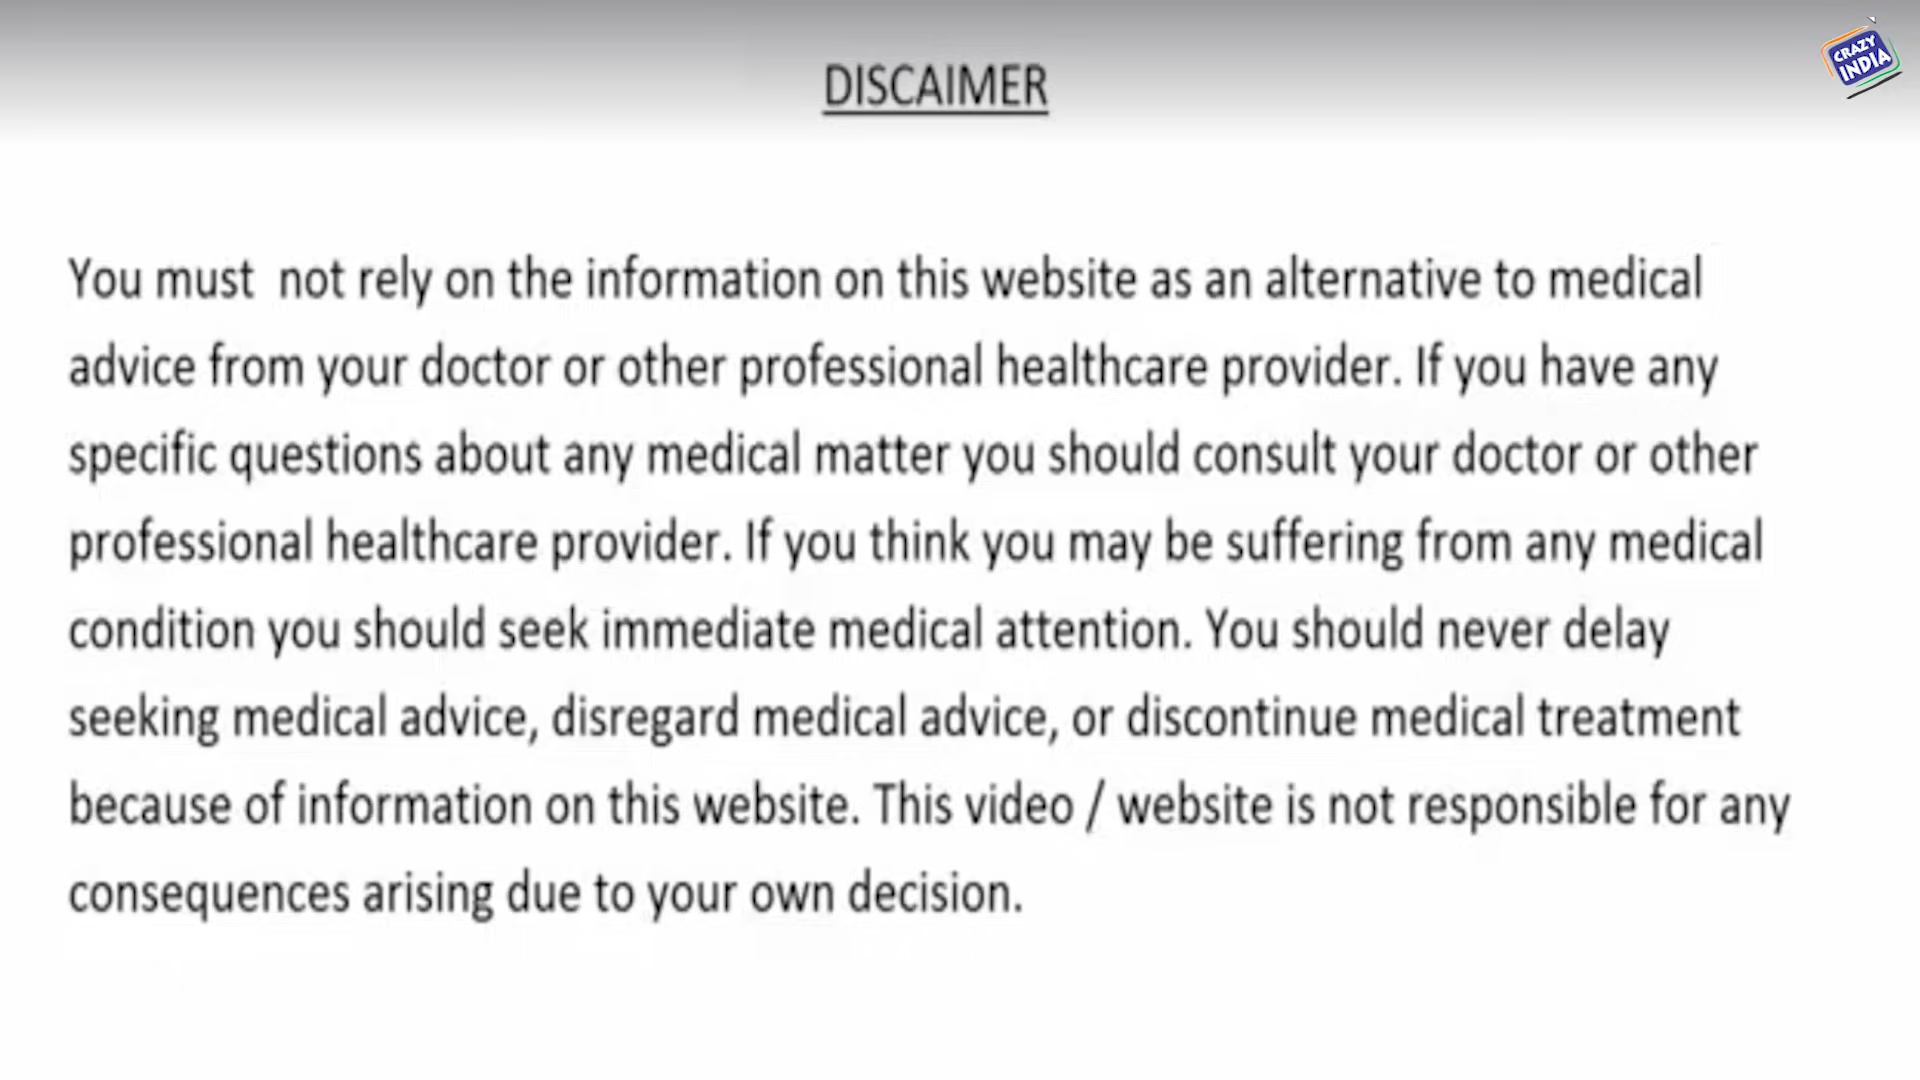 DISCAIMER
CRAZY
INDIA
You must  not rely on the information on this website as an alternative to medical
advice from your doctor or other professional healthcare provider. If you have any
specific questions about any medical matter you should consult your doctor or other
professional healthcare provider. If you think you may be suffering from any medical
condition you should seek immediate medical attention. You should never delay
seeking medical advice, disregard medical advice, or discontinue medical treatment
because of information on this website. This video / website is not responsible for any
consequences arising due to your own decision.